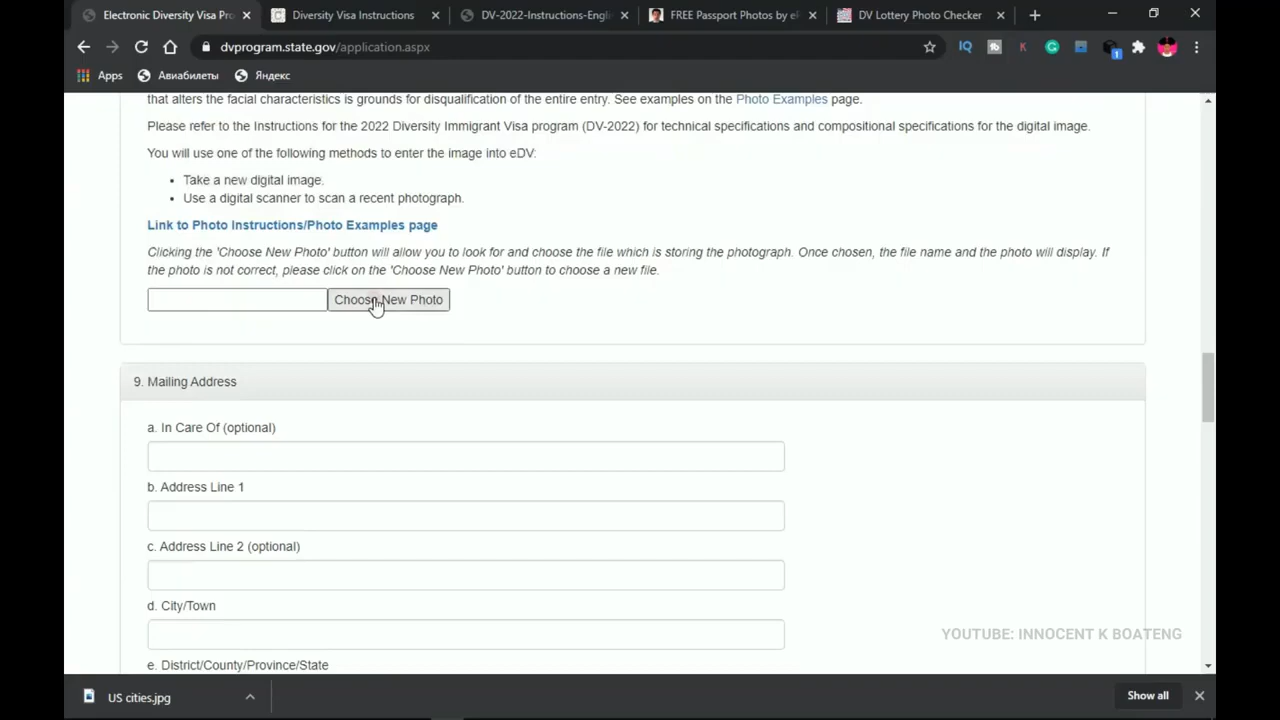 Electronic Diversity Visa Pro
Diversity Visa Instructions
DV-2022-Instructions-Engli
FREE Passport Photos by eP
DV Lottery Photo Checker
dvprogram.state.gov/application.aspx
IQ
K
1
Apps
Авиабилеты
Яндекс
that alters the facial characteristics is grounds for disqualification of the entire entry. See examples on the Photo Examples page.
Please refer to the Instructions for the 2022 Diversity Immigrant Visa program (DV-2022) for technical specifications and compositional specifications for the digital image.
You will use one of the following methods to enter the image into eDV:
• Take a new digital image.
• Use a digital scanner to scan a recent photograph.
Link to Photo Instructions/Photo Examples page
Clicking the 'Choose New Photo' button will allow you to look for and choose the file which is storing the photograph. Once chosen, the file name and the photo will display. If
the photo is not correct, please click on the 'Choose New Photo' button to choose a new file.
Choose New Photo
9. Mailing Address
a. In Care Of (optional)
b. Address Line 1
c. Address Line 2 (optional)
d. City/Town
YOUTUBE: INNOCENT K BOATENG
e. District/County/Province/State
US cities.jpg
Show all